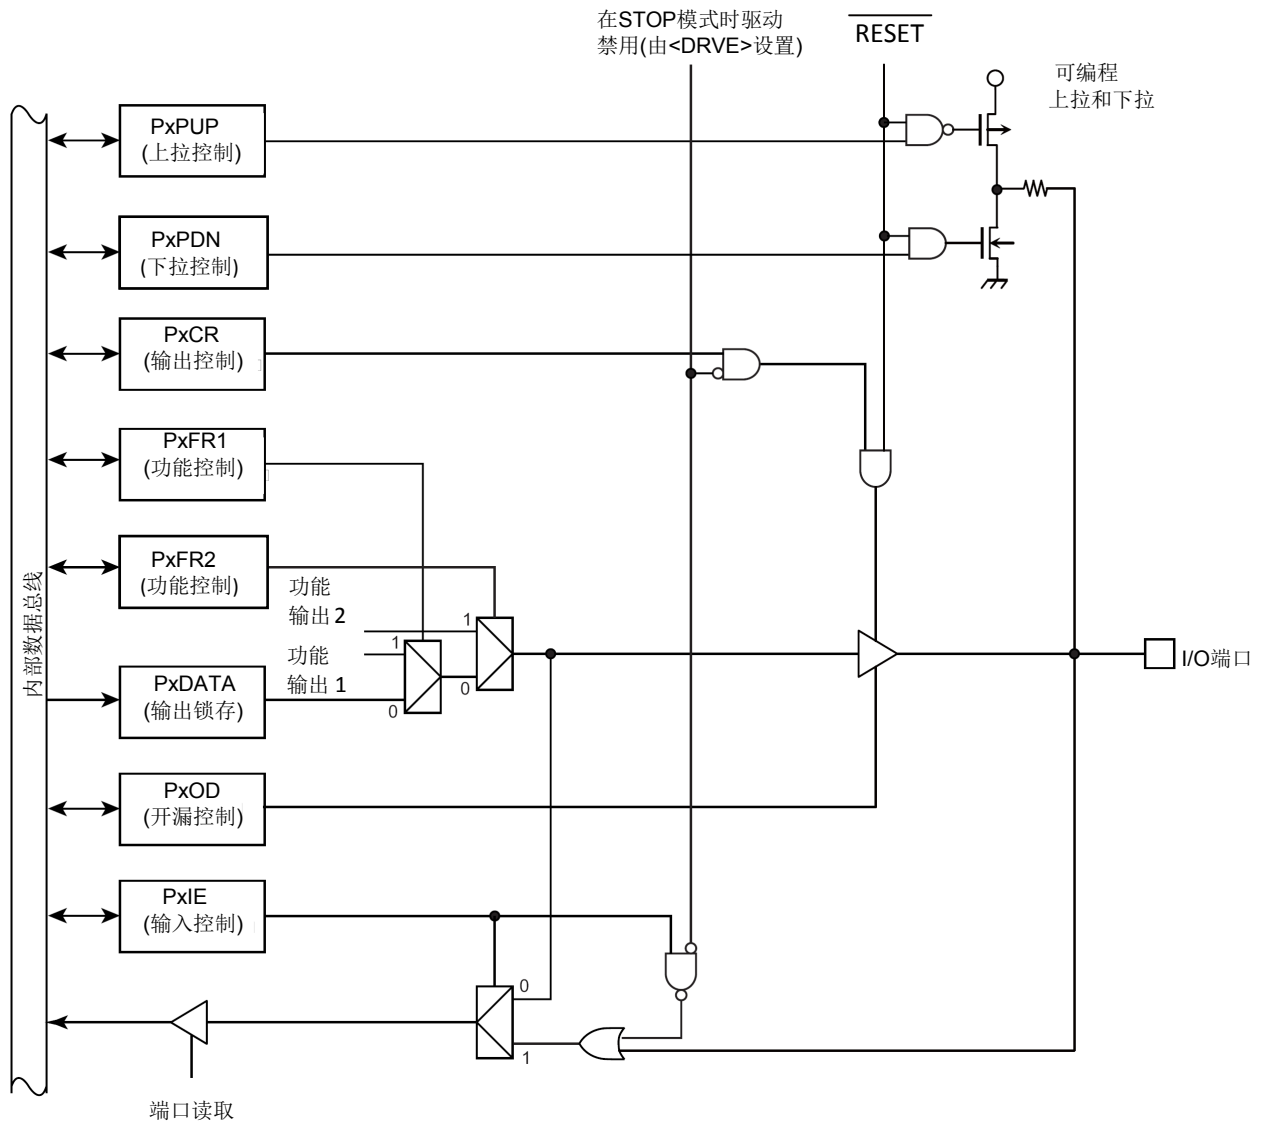 在STOP模式时驱动
禁用(由<DRVE>设置)
RESET
可编程
上拉和下拉
PxPUP
(上拉控制)
PxPDN
(下拉控制)
PxCR
(输出控制)
PxFR1
(功能控制)
PxFR2
(功能控制)
功能
输出2
1
1
功能
输出1
0
0
内部数据总线
PxDATA
(输出锁存)
I/O端口
PxOD
(开漏控制)
PxIE
(输入控制)
0
1
端口读取